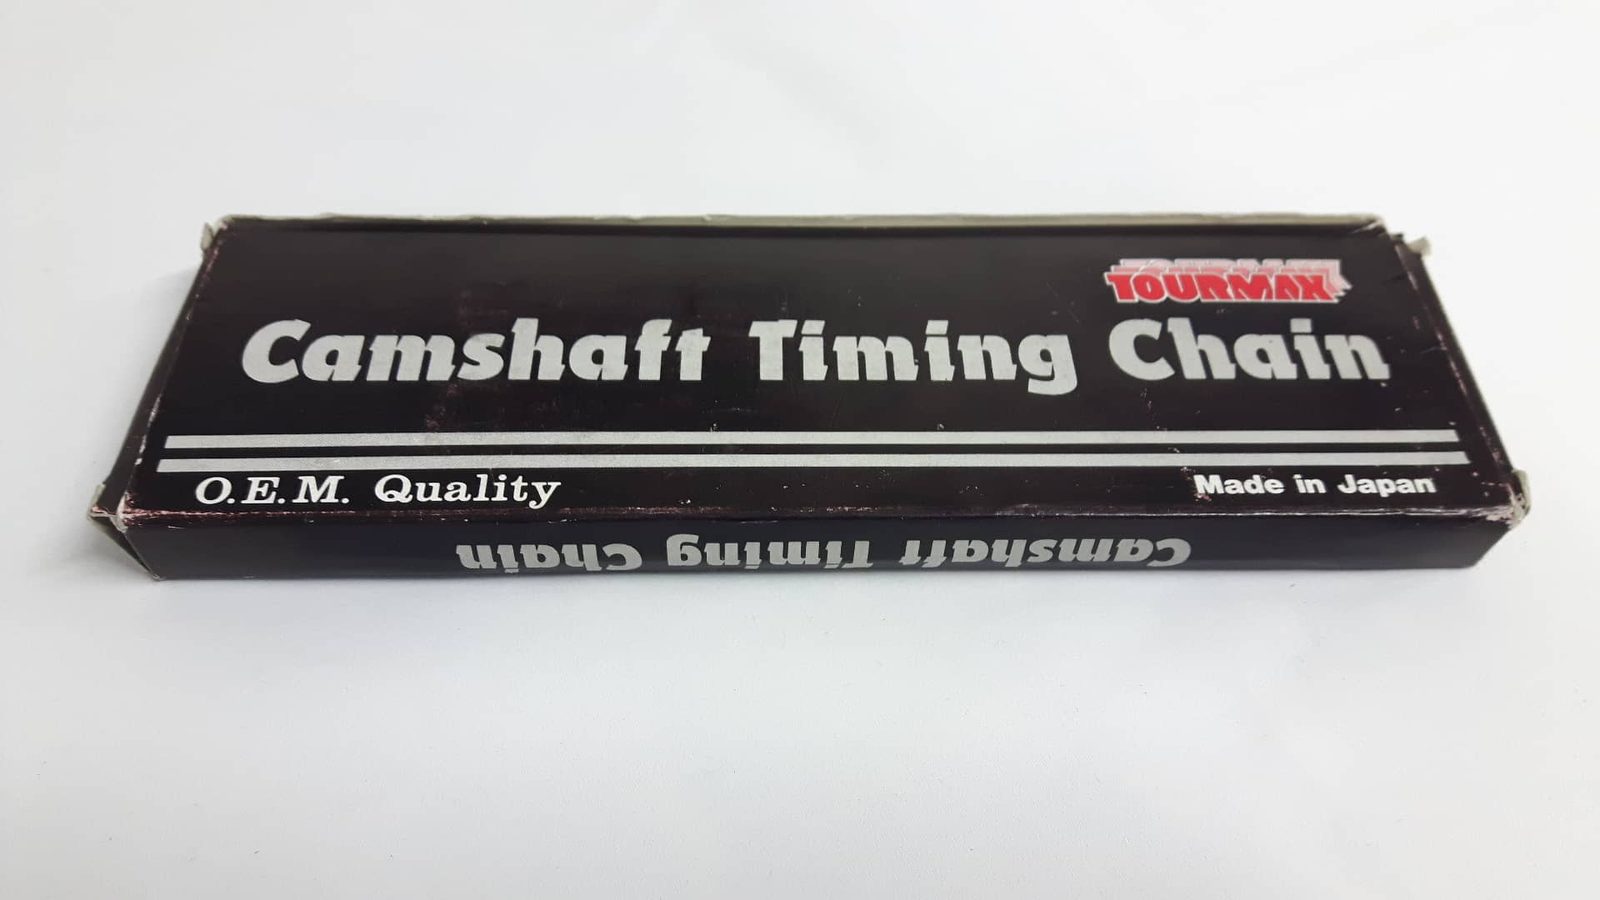 TOURMAX
Camshaft Timing Chain
O.E.M. Quality
Made in Japan
Camshaft Timing Chain